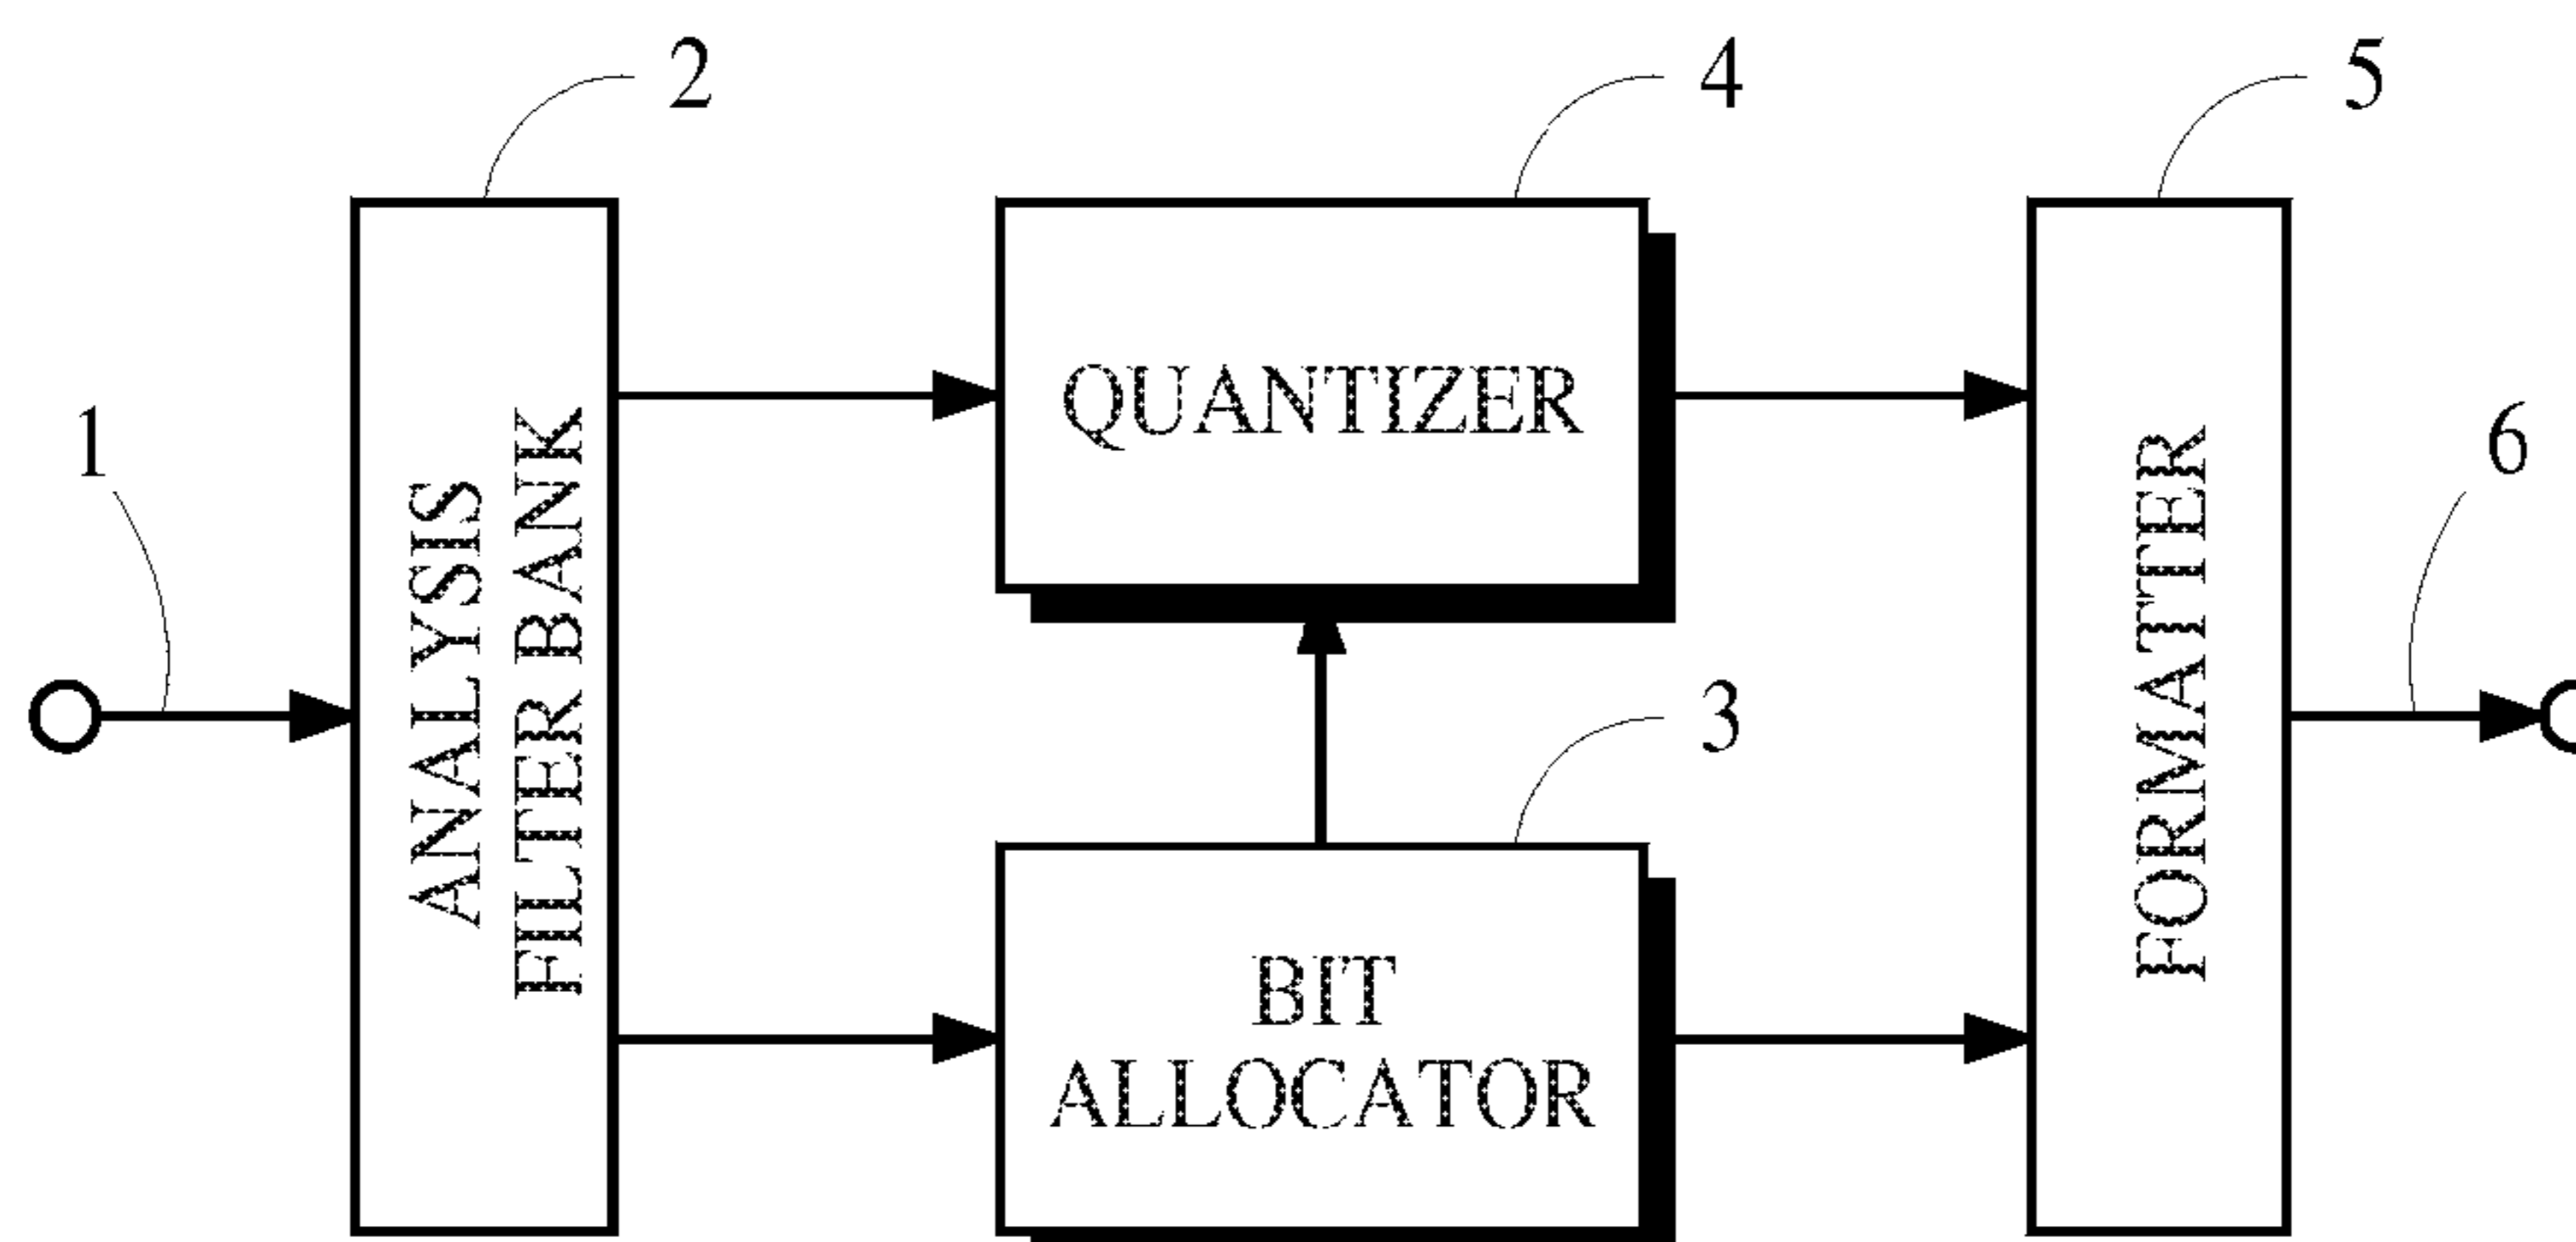 2
4
5
1
ANALYSIS
FILTER BANK
QUANTIZER
FORMATTER
6
3
BIT
ALLOCATOR